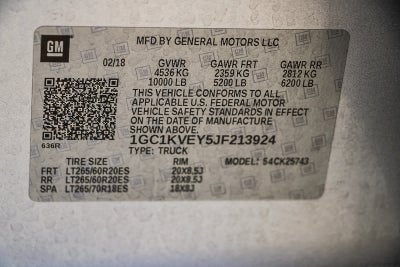 GM
MFD BY GENERAL MOTORS LLC
02/18 GVWR GAWR FRT GAWR RR
4536 KG 2359 KG 2812 KG
10000 LB 5200 LB 6200 LB
THIS VEHICLE CONFORMS TO ALL
APPLICABLE U.S. FEDERAL MOTOR
VEHICLE SAFETY STANDARDS IN EFFECT
ON THE DATE OF MANUFACTURE
SHOWN ABOVE
636R
1GC1KVEY5JF213924
TYPE: TRUCK
TIRE SIZE RIM MODEL: S4CK25743
FRT LT265/60R20ES 20X8.5J
RR LT265/60R20ES 20X8.5J
SPA LT265/70R18ES 18X8J